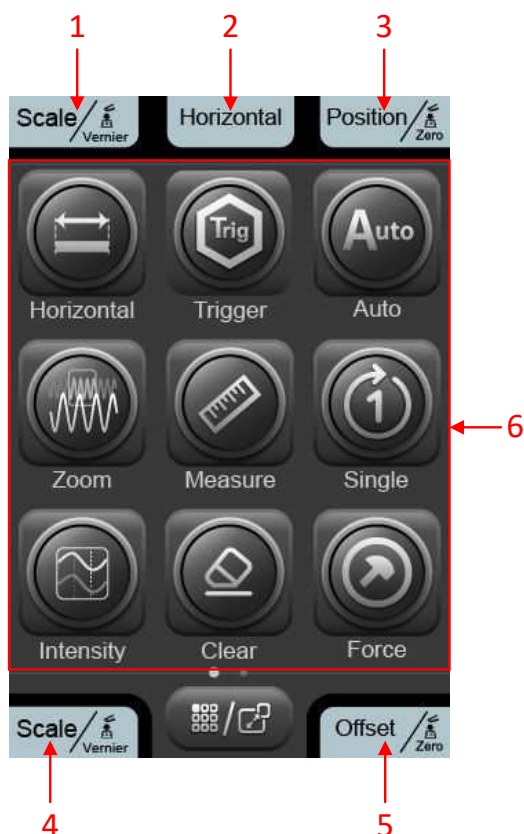 1 2 3
Scale/Vernier Horizontal Position/Zero
Trig Auto
Horizontal Trigger Auto
1
Zoom Measure Single
6
Intensity Clear Force
/
Scale/Vernier Offset/Zero
4 5